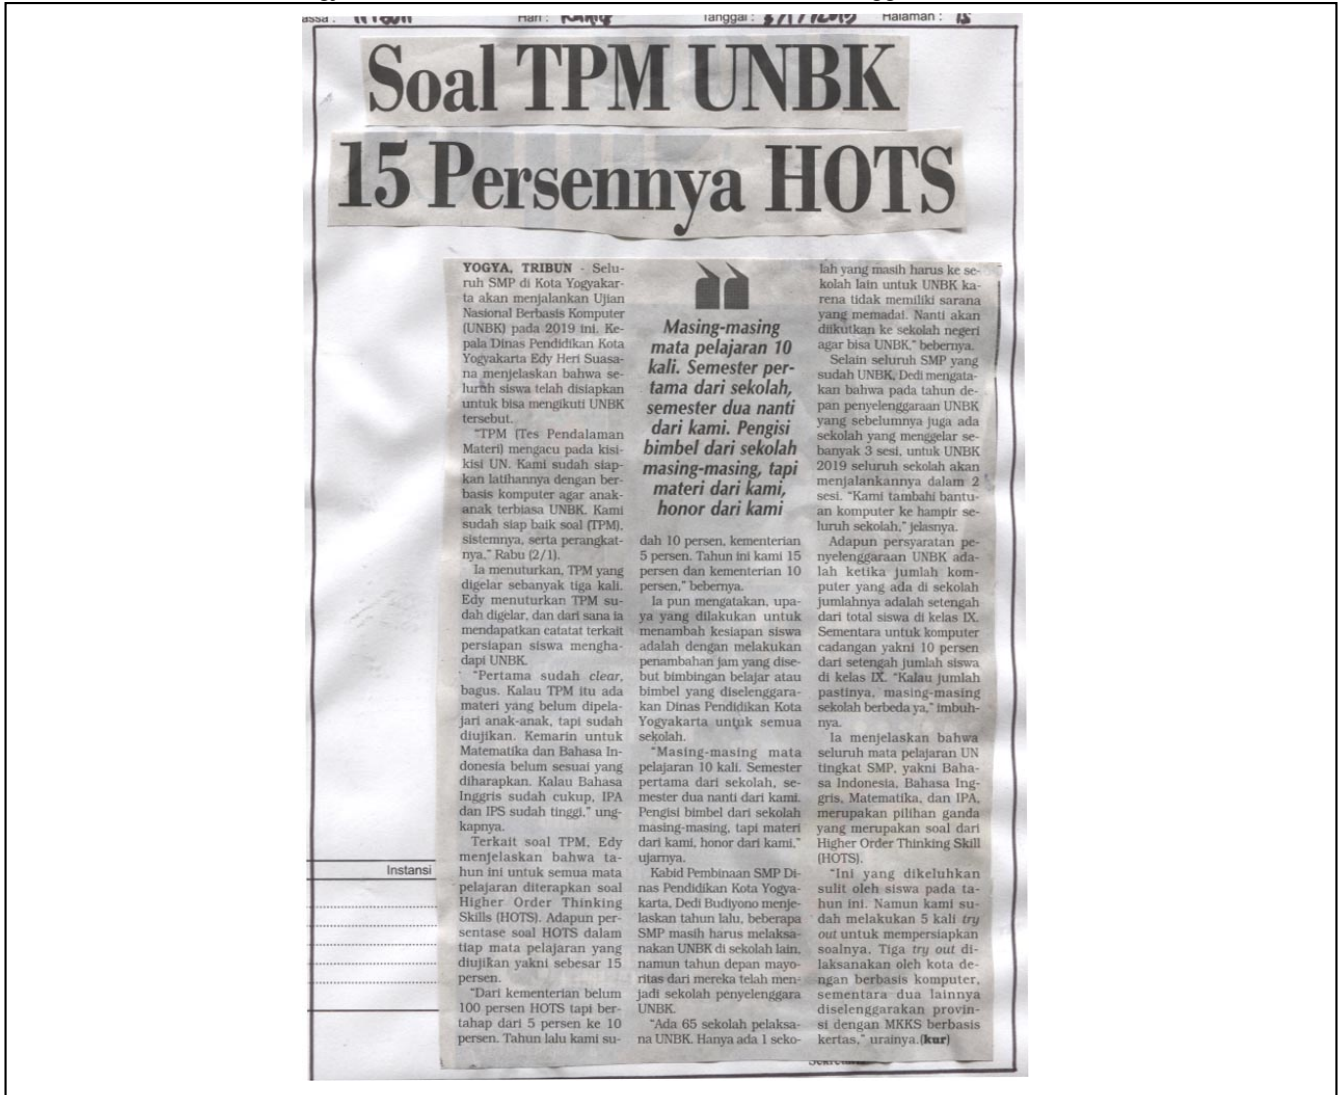 assa :
Hari :
Tanggal :
Halaman : 15
Soal TPM UNBK
15 Persennya HOTS
YOGYA, TRIBUN - Selu-
ruh SMP di Kota Yogyakar-
ta akan menjalankan Ujian
Nasional Berbasis Komputer
(UNBK) pada 2019 ini. Ke-
pala Dinas Pendidikan Kota
Yogyakarta Edy Heri Suasa-
na menjelaskan bahwa se-
luruh siswa telah disiapkan
untuk bisa mengikuti UNBK
tersebut.
"TPM (Tes Pendalaman
Materi) mengacu pada kisi-
kisi UN. Kami sudah siap-
kan latihannya dengan ber-
basis komputer agar anak-
anak terbiasa UNBK. Kami
sudah siap baik soal (TPM),
sistemnya, serta perangkat-
nya." Rabu (2/1).
Ia menuturkan, TPM yang
digelar sebanyak tiga kali.
Edy menuturkan TPM su-
dah digelar, dan dari sana ia
mendapatkan catatat terkait
persiapan siswa mengha-
dapi UNBK.
"Pertama sudah clear,
bagus. Kalau TPM itu ada
materi yang belum dipela-
jari anak-anak, tapi sudah
diujikan. Kemarin untuk
Matematika dan Bahasa In-
donesia belum sesuai yang
diharapkan. Kalau Bahasa
Inggris sudah cukup, IPA
dan IPS sudah tinggi," ung-
kapnya.
Terkait soal TPM, Edy
menjelaskan bahwa ta-
hun ini untuk semua mata
pelajaran diterapkan soal
Higher Order Thinking
Skills (HOTS). Adapun per-
sentase soal HOTS dalam
tiap mata pelajaran yang
diujikan yakni sebesar 15
persen.
"Dari kementerian belum
100 persen HOTS tapi ber-
tahap dari 5 persen ke 10
persen. Tahun lalu kami su-
Masing-masing
mata pelajaran 10
kali. Semester per-
tama dari sekolah,
semester dua nanti
dari kami. Pengisi
bimbel dari sekolah
masing-masing, tapi
materi dari kami,
honor dari kami
dah 10 persen, kementerian
5 persen. Tahun ini kami 15
persen dan kementerian 10
persen," bebernya.
Ia pun mengatakan, upa-
ya yang dilakukan untuk
menambah kesiapan siswa
adalah dengan melakukan
penambahan jam yang dise-
but bimbingan belajar atau
bimbel yang diselenggara-
kan Dinas Pendidikan Kota
Yogyakarta untuk semua
sekolah.
"Masing-masing mata
pelajaran 10 kali. Semester
pertama dari sekolah, se-
mester dua nanti dari kami.
Pengisi bimbel dari sekolah
masing-masing, tapi materi
dari kami, honor dari kami,"
ujarnya.
Kabid Pembinaan SMP Di-
nas Pendidikan Kota Yogya-
karta, Dedi Budiyono menje-
laskan tahun lalu, beberapa
SMP masih harus melaksa-
nakan UNBK di sekolah lain,
namun tahun depan mayo-
ritas dari mereka telah men-
jadi sekolah penyelenggara
UNBK.
"Ada 65 sekolah pelaksa-
na UNBK. Hanya ada 1 seko-
lah yang masih harus ke se-
kolah lain untuk UNBK ka-
rena tidak memiliki sarana
yang memadai. Nanti akan
diikutkan ke sekolah negeri
agar bisa UNBK," bebernya.
Selain seluruh SMP yang
sudah UNBK, Dedi mengata-
kan bahwa pada tahun de-
pan penyelenggaraan UNBK
yang sebelumnya juga ada
sekolah yang menggelar se-
banyak 3 sesi, untuk UNBK
2019 seluruh sekolah akan
menjalankannya dalam 2
sesi. "Kami tambahi bantu-
an komputer ke hampir se-
luruh sekolah," jelasnya.
Adapun persyaratan pe-
nyelenggaraan UNBK ada-
lah ketika jumlah kom-
puter yang ada di sekolah
jumlahnya adalah setengah
dari total siswa di kelas IX.
Sementara untuk komputer
cadangan yakni 10 persen
dari setengah jumlah siswa
di kelas IX. "Kalau jumlah
pastinya, masing-masing
sekolah berbeda ya," imbuh-
nya.
Ia menjelaskan bahwa
seluruh mata pelajaran UN
tingkat SMP, yakni Baha-
sa Indonesia, Bahasa Ing-
gris, Matematika, dan IPA,
merupakan pilihan ganda
yang merupakan soal dari
Higher Order Thinking Skill
(HOTS).
"Ini yang dikeluhkan
sulit oleh siswa pada ta-
hun ini. Namun kami su-
dah melakukan 5 kali try
out untuk mempersiapkan
soalnya. Tiga try out di-
laksanakan oleh kota de-
ngan berbasis komputer,
sementara dua lainnya
diselenggarakan provin-
si dengan MKKS berbasis
kertas," urainya.(kur)
Instansi